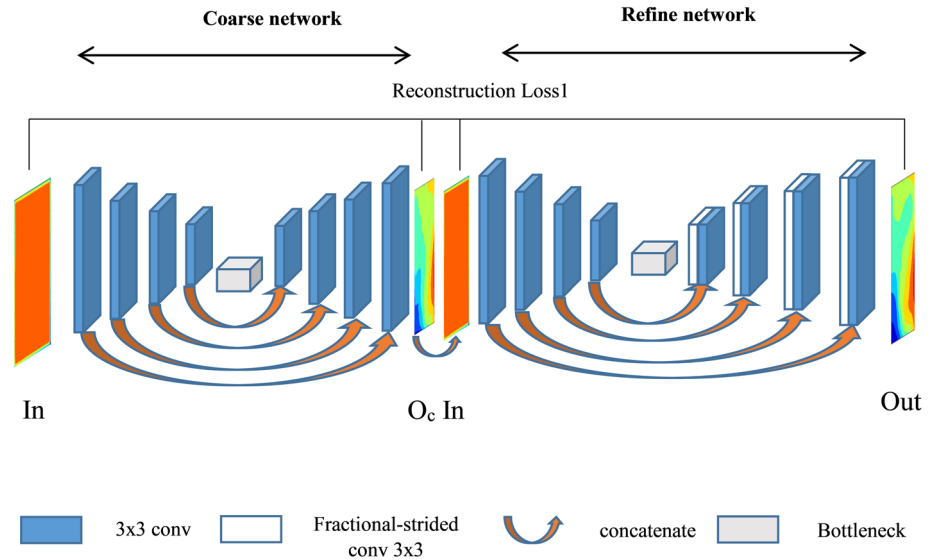 Coarse network
Refine network
Reconstruction Loss1
In
Oc In
Out
3x3 conv
Fractional-strided
conv 3x3
concatenate
Bottleneck